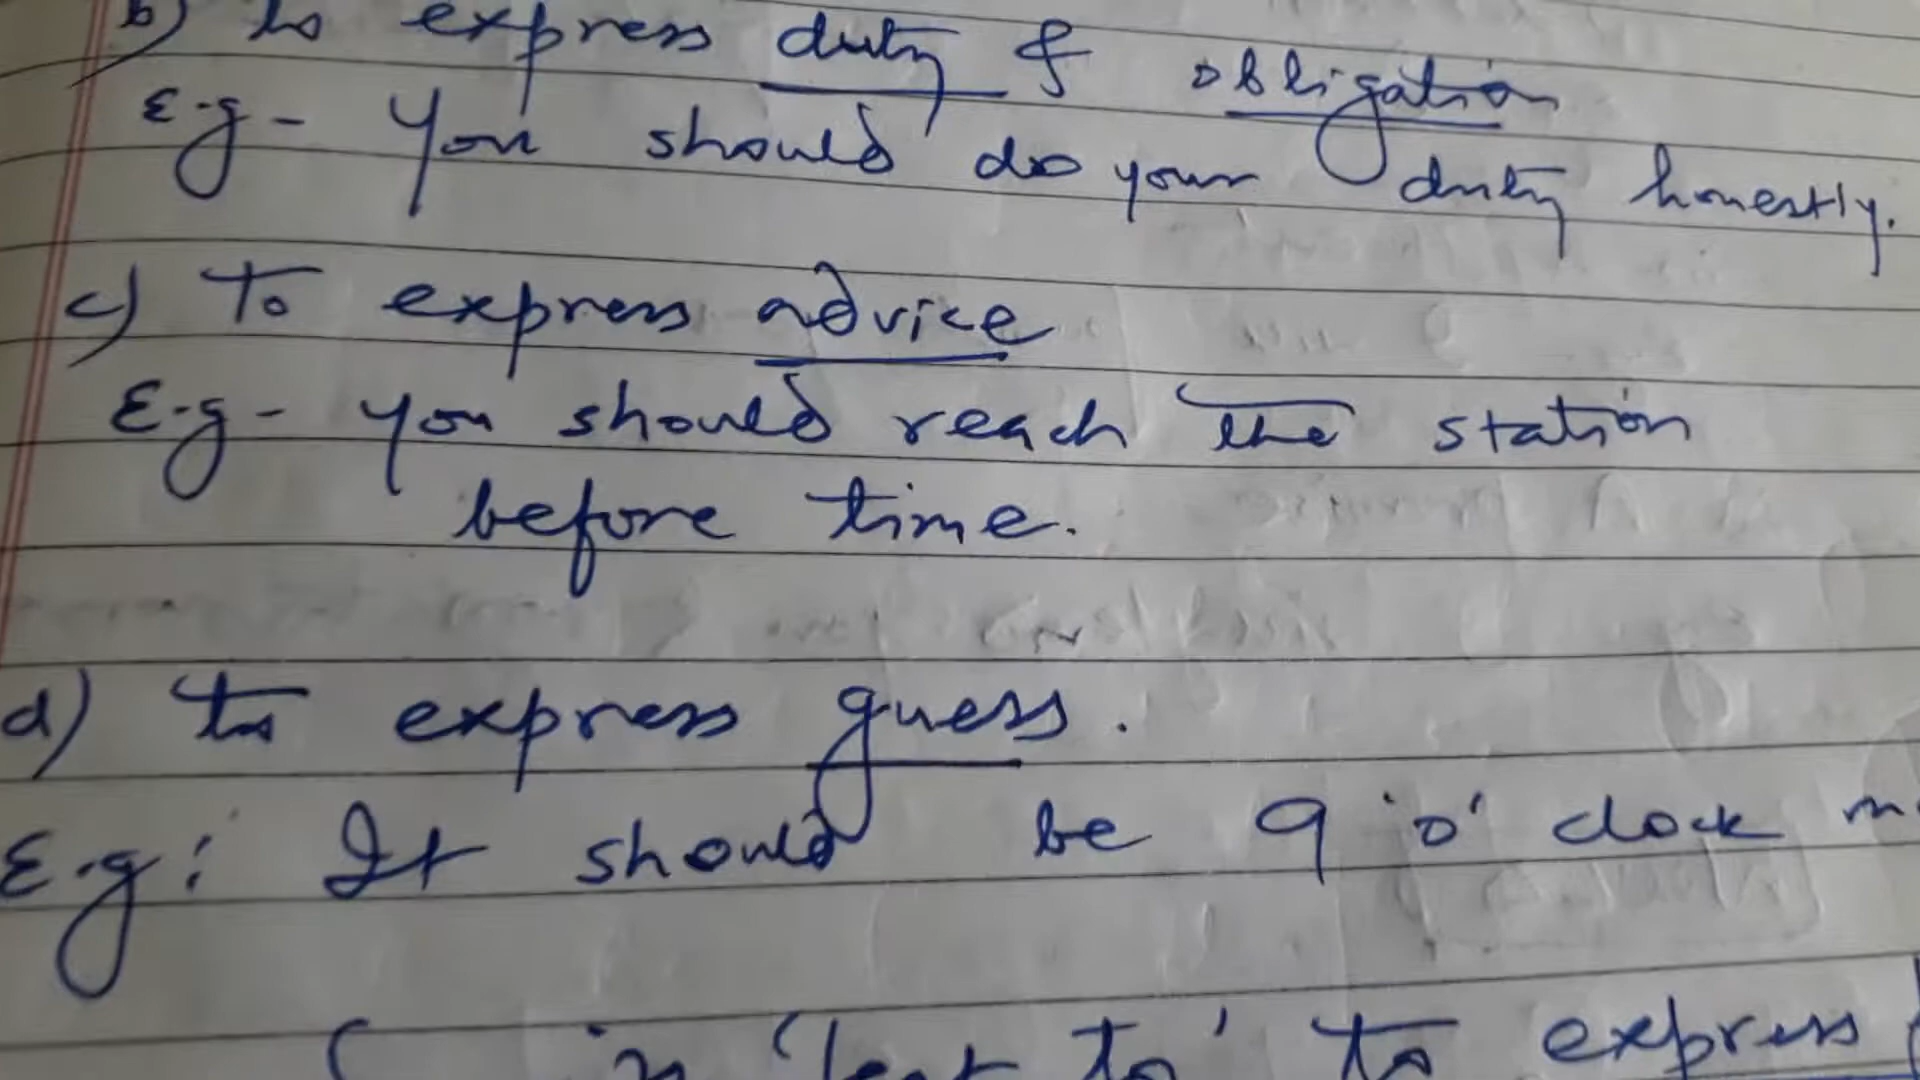 b) to express duty & obligation
E.g - You should do your duty honestly.
c) To express advice
E.g - you should reach the station
before time.
d) to express guess.
E.g: It should be 9 'o' clock
to' to express